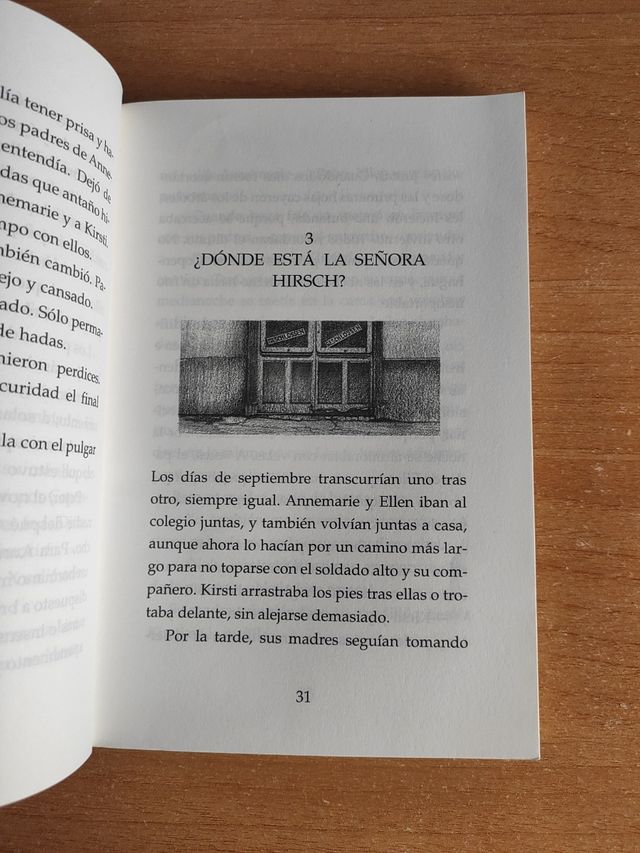 lía tener prisa y ha-
os padres de Anne-
entendía. Dejó de
das que antaño hi-
nemarie y a Kirsti.
mpo con ellos.
mbién cambió. Pa-
ejo y cansado.
ado. Sólo perma-
de hadas.
nieron perdices.
curidad el final
la con el pulgar
3
¿DÓNDE ESTÁ LA SEÑORA
HIRSCH?
Los días de septiembre transcurrían uno tras
otro, siempre igual. Annemarie y Ellen iban al
colegio juntas, y también volvían juntas a casa,
aunque ahora lo hacían por un camino más lar-
go para no toparse con el soldado alto y su com-
pañero. Kirsti arrastraba los pies tras ellas o tro-
taba delante, sin alejarse demasiado.
Por la tarde, sus madres seguían tomando
31